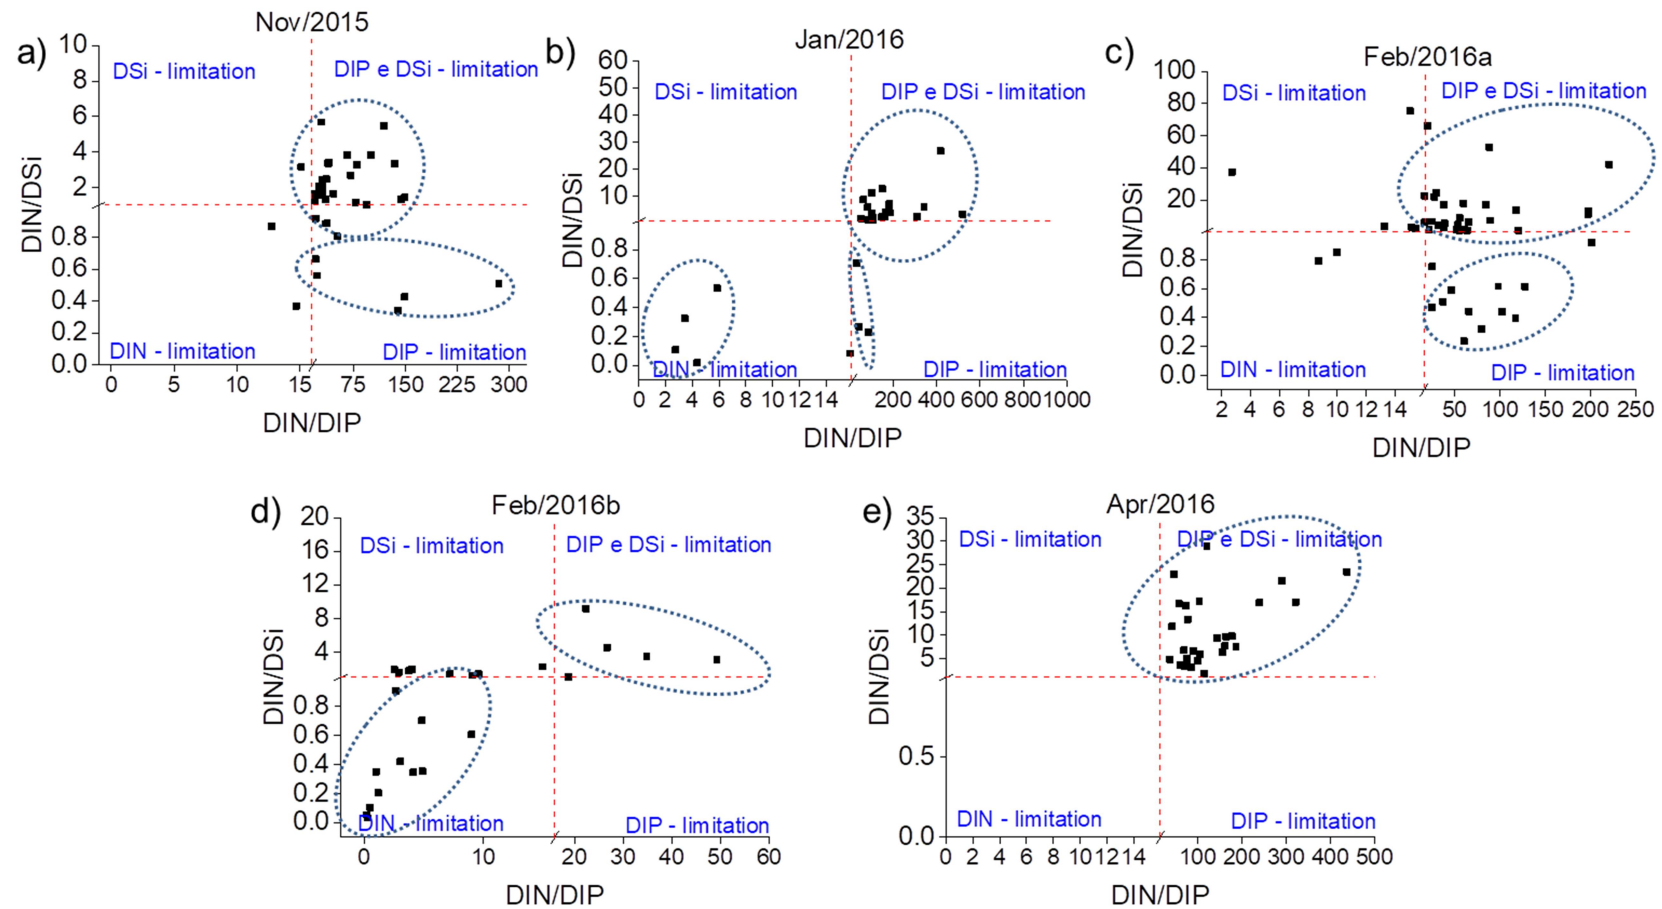 a)
Nov/2015
DSi - limitation
DIP e DSi - limitation
DIN - limitation
DIP - limitation
10
8
6
4
2
0.8
0.6
0.4
0.2
0.0
DIN/DSi
0 5 10 15 75 150 225 300
DIN/DIP
b)
Jan/2016
DSi - limitation
DIP e DSi - limitation
DIN - limitation
DIP - limitation
60
50
40
30
20
10
0.8
0.6
0.4
0.2
0.0
DIN/DSi
0 2 4 6 8 10 12 14 200 400 600 800 1000
DIN/DIP
c)
Feb/2016a
DSi - limitation
DIP e DSi - limitation
DIN - limitation
DIP - limitation
100
80
60
40
20
0.8
0.6
0.4
0.2
0.0
DIN/DSi
2 4 6 8 10 12 14 50 100 150 200 250
DIN/DIP
d)
Feb/2016b
DSi - limitation
DIP e DSi - limitation
DIN - limitation
DIP - limitation
20
16
12
8
4
0.8
0.6
0.4
0.2
0.0
DIN/DSi
0 10 20 30 40 50 60
DIN/DIP
e)
Apr/2016
DSi - limitation
DIP e DSi - limitation
DIN - limitation
DIP - limitation
35
30
25
20
15
10
5
0.5
0.0
DIN/DSi
0 2 4 6 8 10 12 14 100 200 300 400 500
DIN/DIP